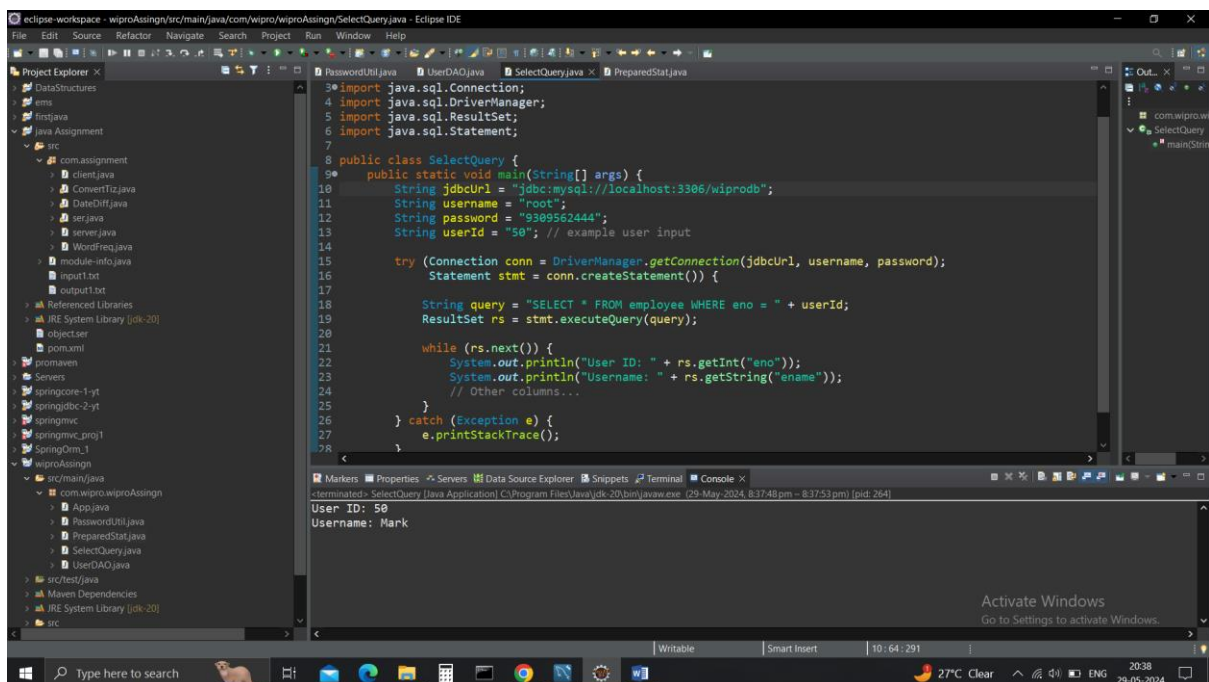 eclipse-workspace - wiproAssingn/src/main/java/com/wipro/wiproAssingn/SelectQuery.java - Eclipse IDE
File Edit Source Refactor Navigate Search Project Run Window Help
Project Explorer
DataStructures
ems
firstjava
java Assignment
src
com.assignment
client.java
ConvertTiz.java
DateDiff.java
ser.java
server.java
WordFreq.java
module-info.java
input1.txt
output1.txt
Referenced Libraries
JRE System Library [jdk-20]
object.ser
pom.xml
promaven
Servers
springcore-1-yt
springjdbc-2-yt
springmvc
springmvc_proj1
SpringOrm_1
wiproAssingn
src/main/java
com.wipro.wiproAssingn
App.java
PasswordUtil.java
PreparedStat.java
SelectQuery.java
UserDAO.java
src/test/java
Maven Dependencies
JRE System Library [jdk-20]
src
PasswordUtil.java UserDAO.java SelectQuery.java PreparedStat.java
3 import java.sql.Connection;
4 import java.sql.DriverManager;
5 import java.sql.ResultSet;
6 import java.sql.Statement;
7
8 public class SelectQuery {
9 public static void main(String[] args) {
10 String jdbcUrl = "jdbc:mysql://localhost:3306/wiprodb";
11 String username = "root";
12 String password = "9309562444";
13 String userId = "50"; // example user input
14
15 try (Connection conn = DriverManager.getConnection(jdbcUrl, username, password);
16 Statement stmt = conn.createStatement()) {
17
18 String query = "SELECT * FROM employee WHERE eno = " + userId;
19 ResultSet rs = stmt.executeQuery(query);
20
21 while (rs.next()) {
22 System.out.println("User ID: " + rs.getInt("eno"));
23 System.out.println("Username: " + rs.getString("ename"));
24 // Other columns...
25 }
26 } catch (Exception e) {
27 e.printStackTrace();
28 }
Out...
com.wipro.wi
SelectQuery
main(Strin
Markers Properties Servers Data Source Explorer Snippets Terminal Console
<terminated> SelectQuery [Java Application] C:\Program Files\Java\jdk-20\bin\javaw.exe (29-May-2024, 8:37:48 pm – 8:37:53 pm) [pid: 264]
User ID: 50
Username: Mark
Activate Windows
Go to Settings to activate Windows.
Writable Smart Insert 10 : 64 : 291
Type here to search
27°C Clear
ENG
20:38
29-05-2024